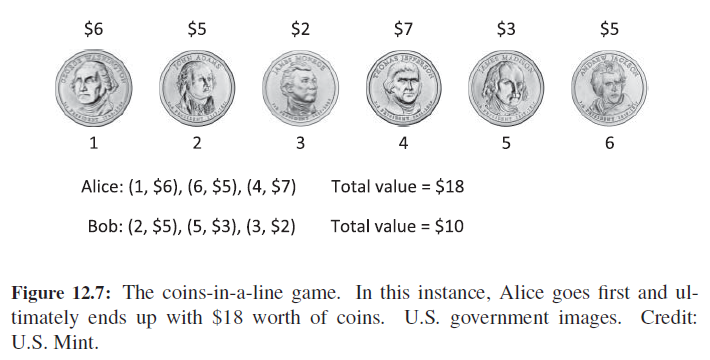 $6 $5 $2 $7 $3 $5
GEORGE WASHINGTON JOHN ADAMS JAMES MONROE THOMAS JEFFERSON JAMES MADISON ANDREW JACKSON
1 2 3 4 5 6
Alice: (1, $6), (6, $5), (4, $7) Total value = $18
Bob: (2, $5), (5, $3), (3, $2) Total value = $10
Figure 12.7: The coins-in-a-line game. In this instance, Alice goes first and ul-
timately ends up with $18 worth of coins. U.S. government images. Credit:
U.S. Mint.